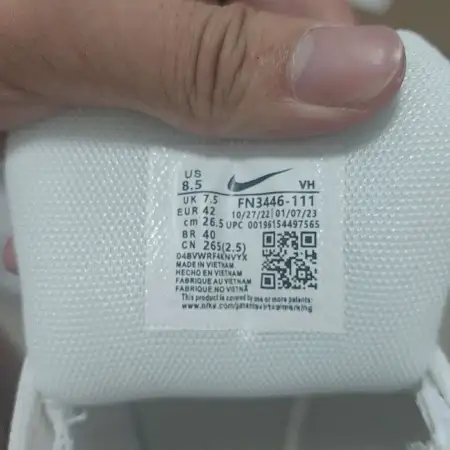 US
8.5 VH
UK 7.5 FN3446-111
EUR 42 10/27/22 01/07/23
cm 26.5 UPC 00196154497565
BR 40
CN 265(2.5)
04BVWRF4KNVYX
MADE IN VIETNAM
HECHO EN VIETNAM
FABRIQUE AU VIETNAM
FABRICADO NO VIETNÃ
This product is covered by one or more patents: